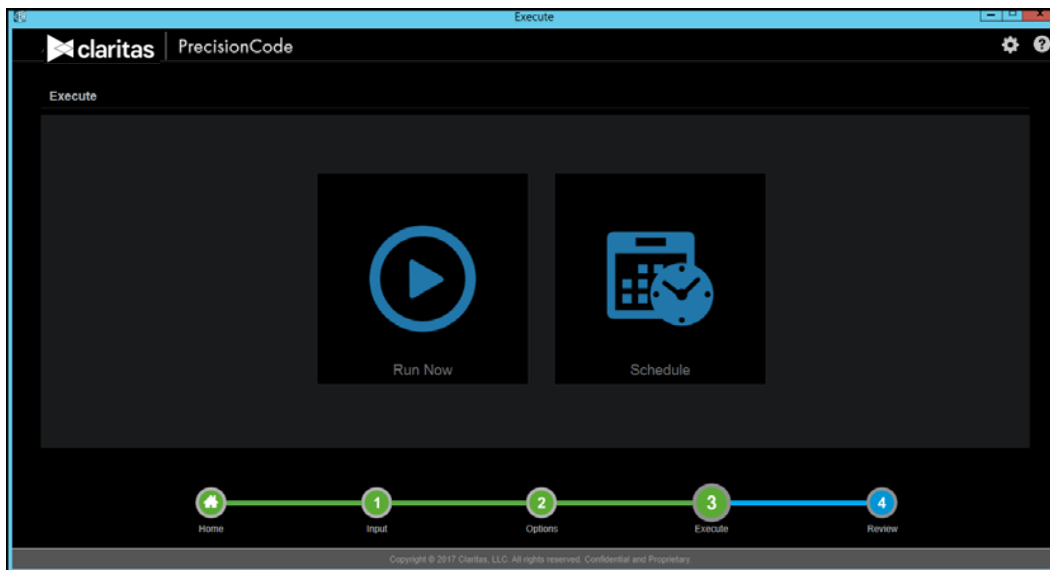 Execute
claritas PrecisionCode
Execute
Run Now Schedule
1 2 3 4
Home Input Options Execute Review
Copyright © 2017 Claritas, LLC. All rights reserved. Confidential and Proprietary.